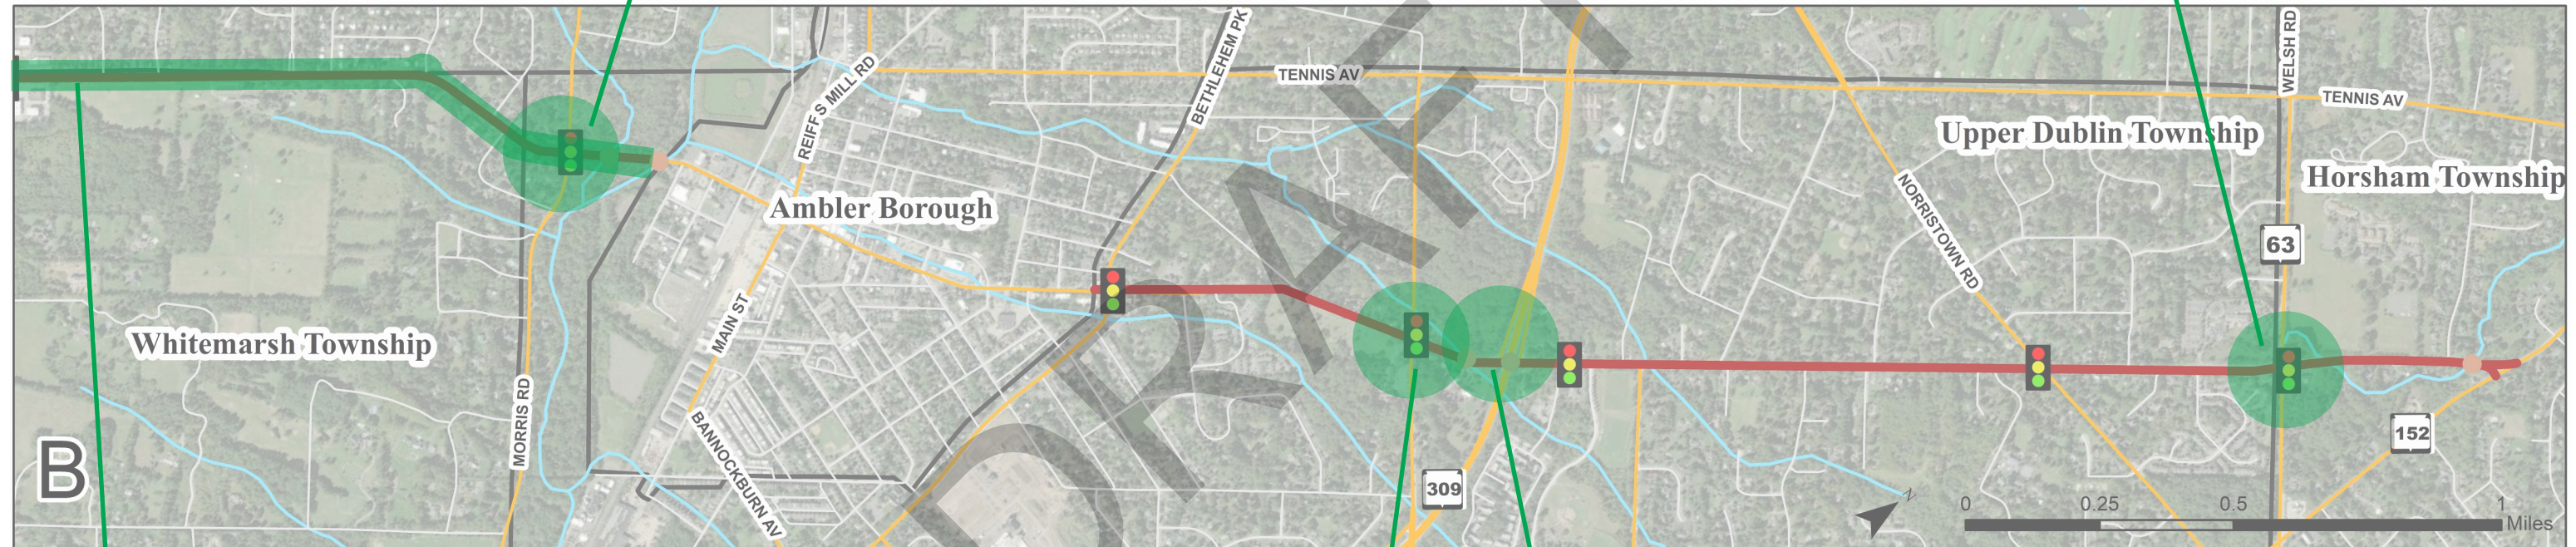 WELSH RD
BETHLEHEM PK
TENNIS AV
TENNIS AV
REIFFS MILL RD
Upper Dublin Township
Horsham Township
Ambler Borough
NORRISTOWN RD
63
MAIN ST
Whitemarsh Township
MORRIS RD
BANNOCKBURN AV
152
B
309
N
0 0.25 0.5 1
Miles
DRAFT